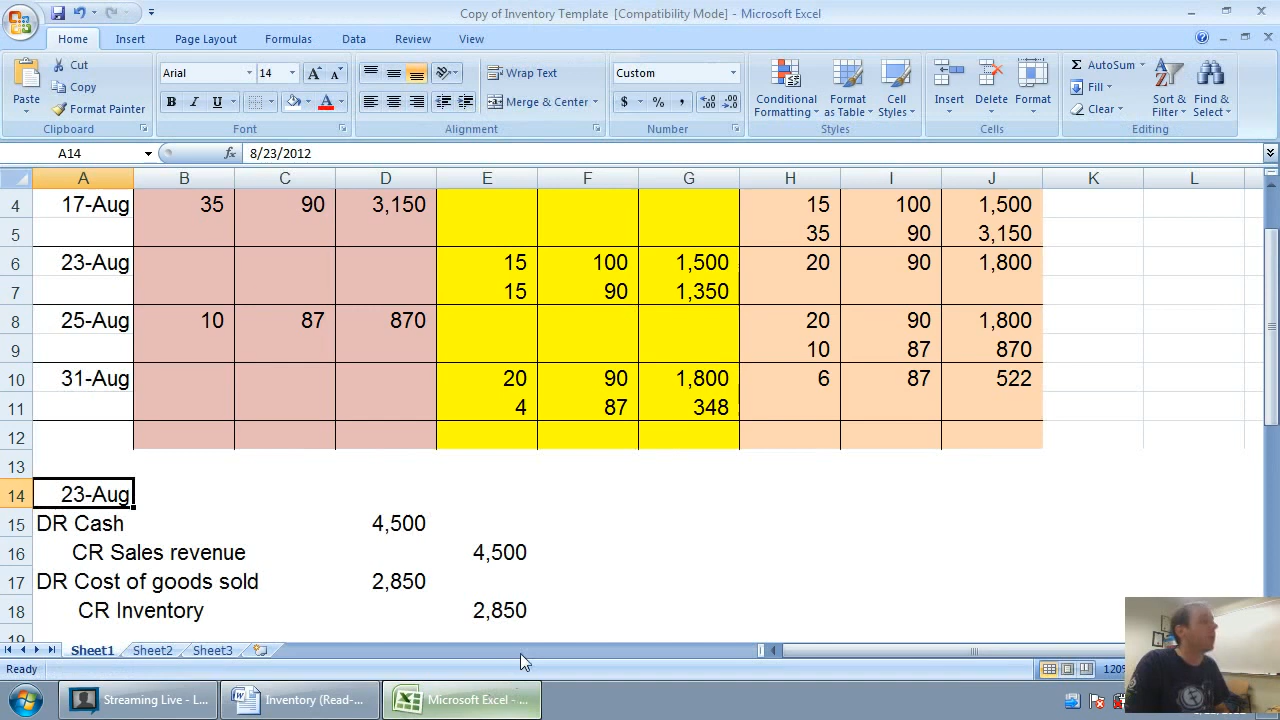 Copy of Inventory Template [Compatibility Mode] - Microsoft Excel
Home Insert Page Layout Formulas Data Review View
Paste Cut Copy Format Painter Clipboard
Arial 14 B I U A Font
Wrap Text Merge & Center Alignment
Custom $ % , Number
Conditional Formatting Format as Table Cell Styles Styles
Insert Delete Format Cells
AutoSum Fill Clear Sort & Filter Find & Select Editing
A14 fx 8/23/2012
A B C D E F G H I J K L
4 17-Aug 35 90 3,150 15 100 1,500
5 35 90 3,150
6 23-Aug 15 100 1,500 20 90 1,800
7 15 90 1,350
8 25-Aug 10 87 870 20 90 1,800
9 10 87 870
10 31-Aug 20 90 1,800 6 87 522
11 4 87 348
12
13
14 23-Aug
15 DR Cash 4,500
16 CR Sales revenue 4,500
17 DR Cost of goods sold 2,850
18 CR Inventory 2,850
19
Sheet1 Sheet2 Sheet3
Ready 120%
Streaming Live - L... Inventory (Read-... Microsoft Excel - ...